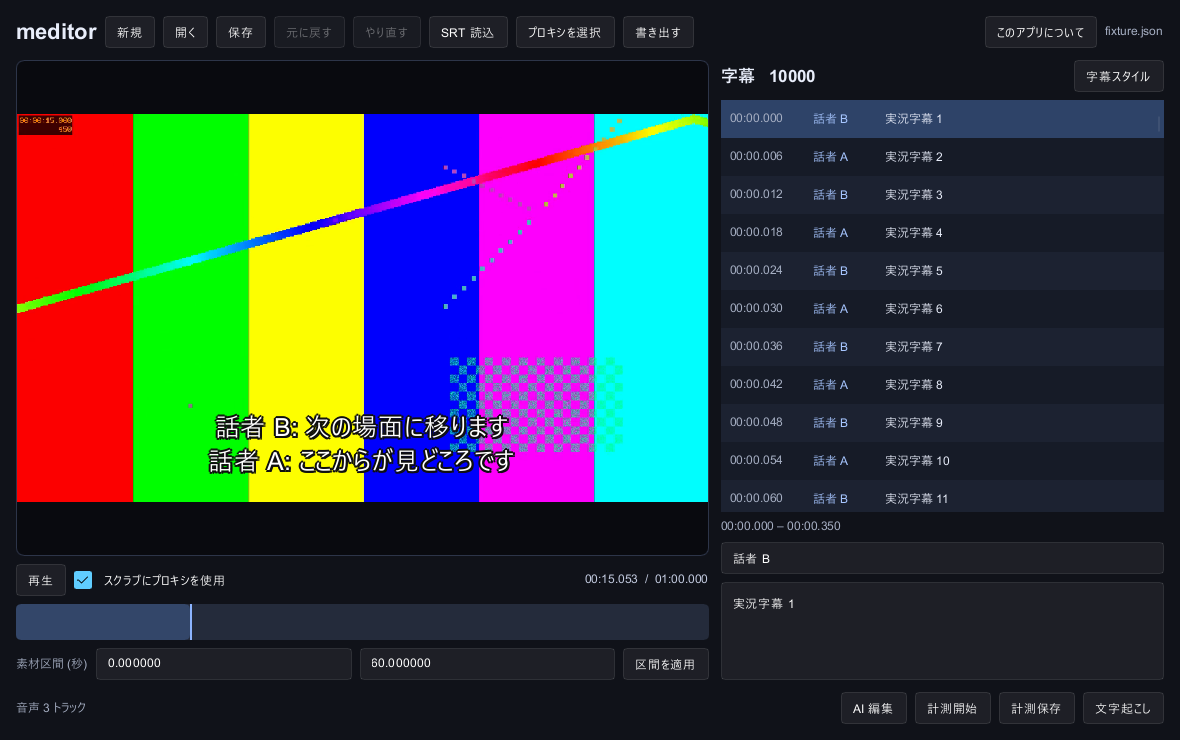 meditor 新規 開く 保存 元に戻す やり直す SRT 読込 プロキシを選択 書き出す このアプリについて fixture.json
00:00:15.000
450
話者 B: 次の場面に移ります
話者 A: ここからが見どころです
再生 スクラブにプロキシを使用 00:15.053 / 01:00.000
素材区間 (秒) 0.000000 60.000000 区間を適用
音声 3 トラック
字幕 10000 字幕スタイル
00:00.000 話者 B 実況字幕 1
00:00.006 話者 A 実況字幕 2
00:00.012 話者 B 実況字幕 3
00:00.018 話者 A 実況字幕 4
00:00.024 話者 B 実況字幕 5
00:00.030 話者 A 実況字幕 6
00:00.036 話者 B 実況字幕 7
00:00.042 話者 A 実況字幕 8
00:00.048 話者 B 実況字幕 9
00:00.054 話者 A 実況字幕 10
00:00.060 話者 B 実況字幕 11
00:00.000 – 00:00.350
話者 B
実況字幕 1
AI 編集 計測開始 計測保存 文字起こし